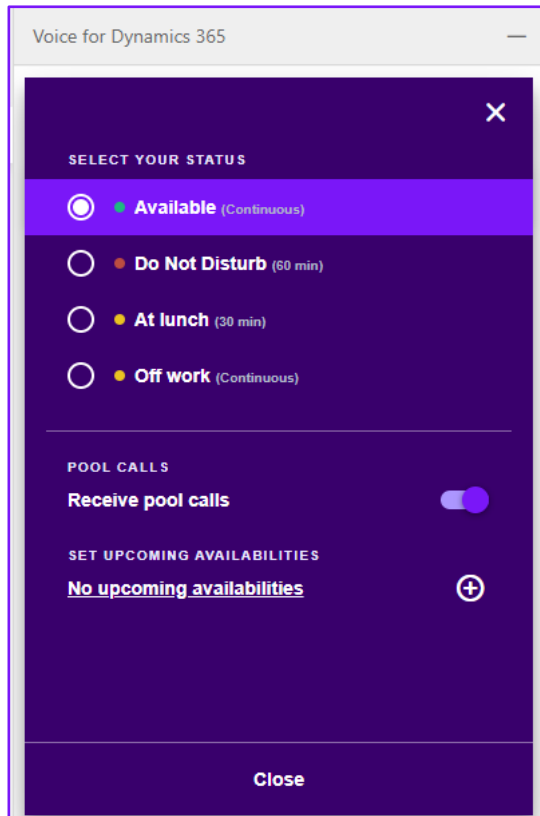 Voice for Dynamics 365
SELECT YOUR STATUS
Available (Continuous)
Do Not Disturb (60 min)
At lunch (30 min)
Off work (Continuous)
POOL CALLS
Receive pool calls
SET UPCOMING AVAILABILITIES
No upcoming availabilities
Close